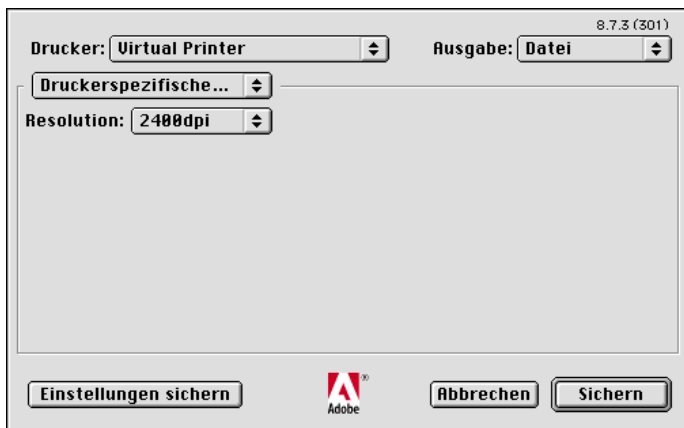 8.7.3 (301)
Drucker: Virtual Printer Ausgabe: Datei
Druckerspezifische...
Resolution: 2400dpi
Einstellungen sichern Adobe® Abbrechen Sichern